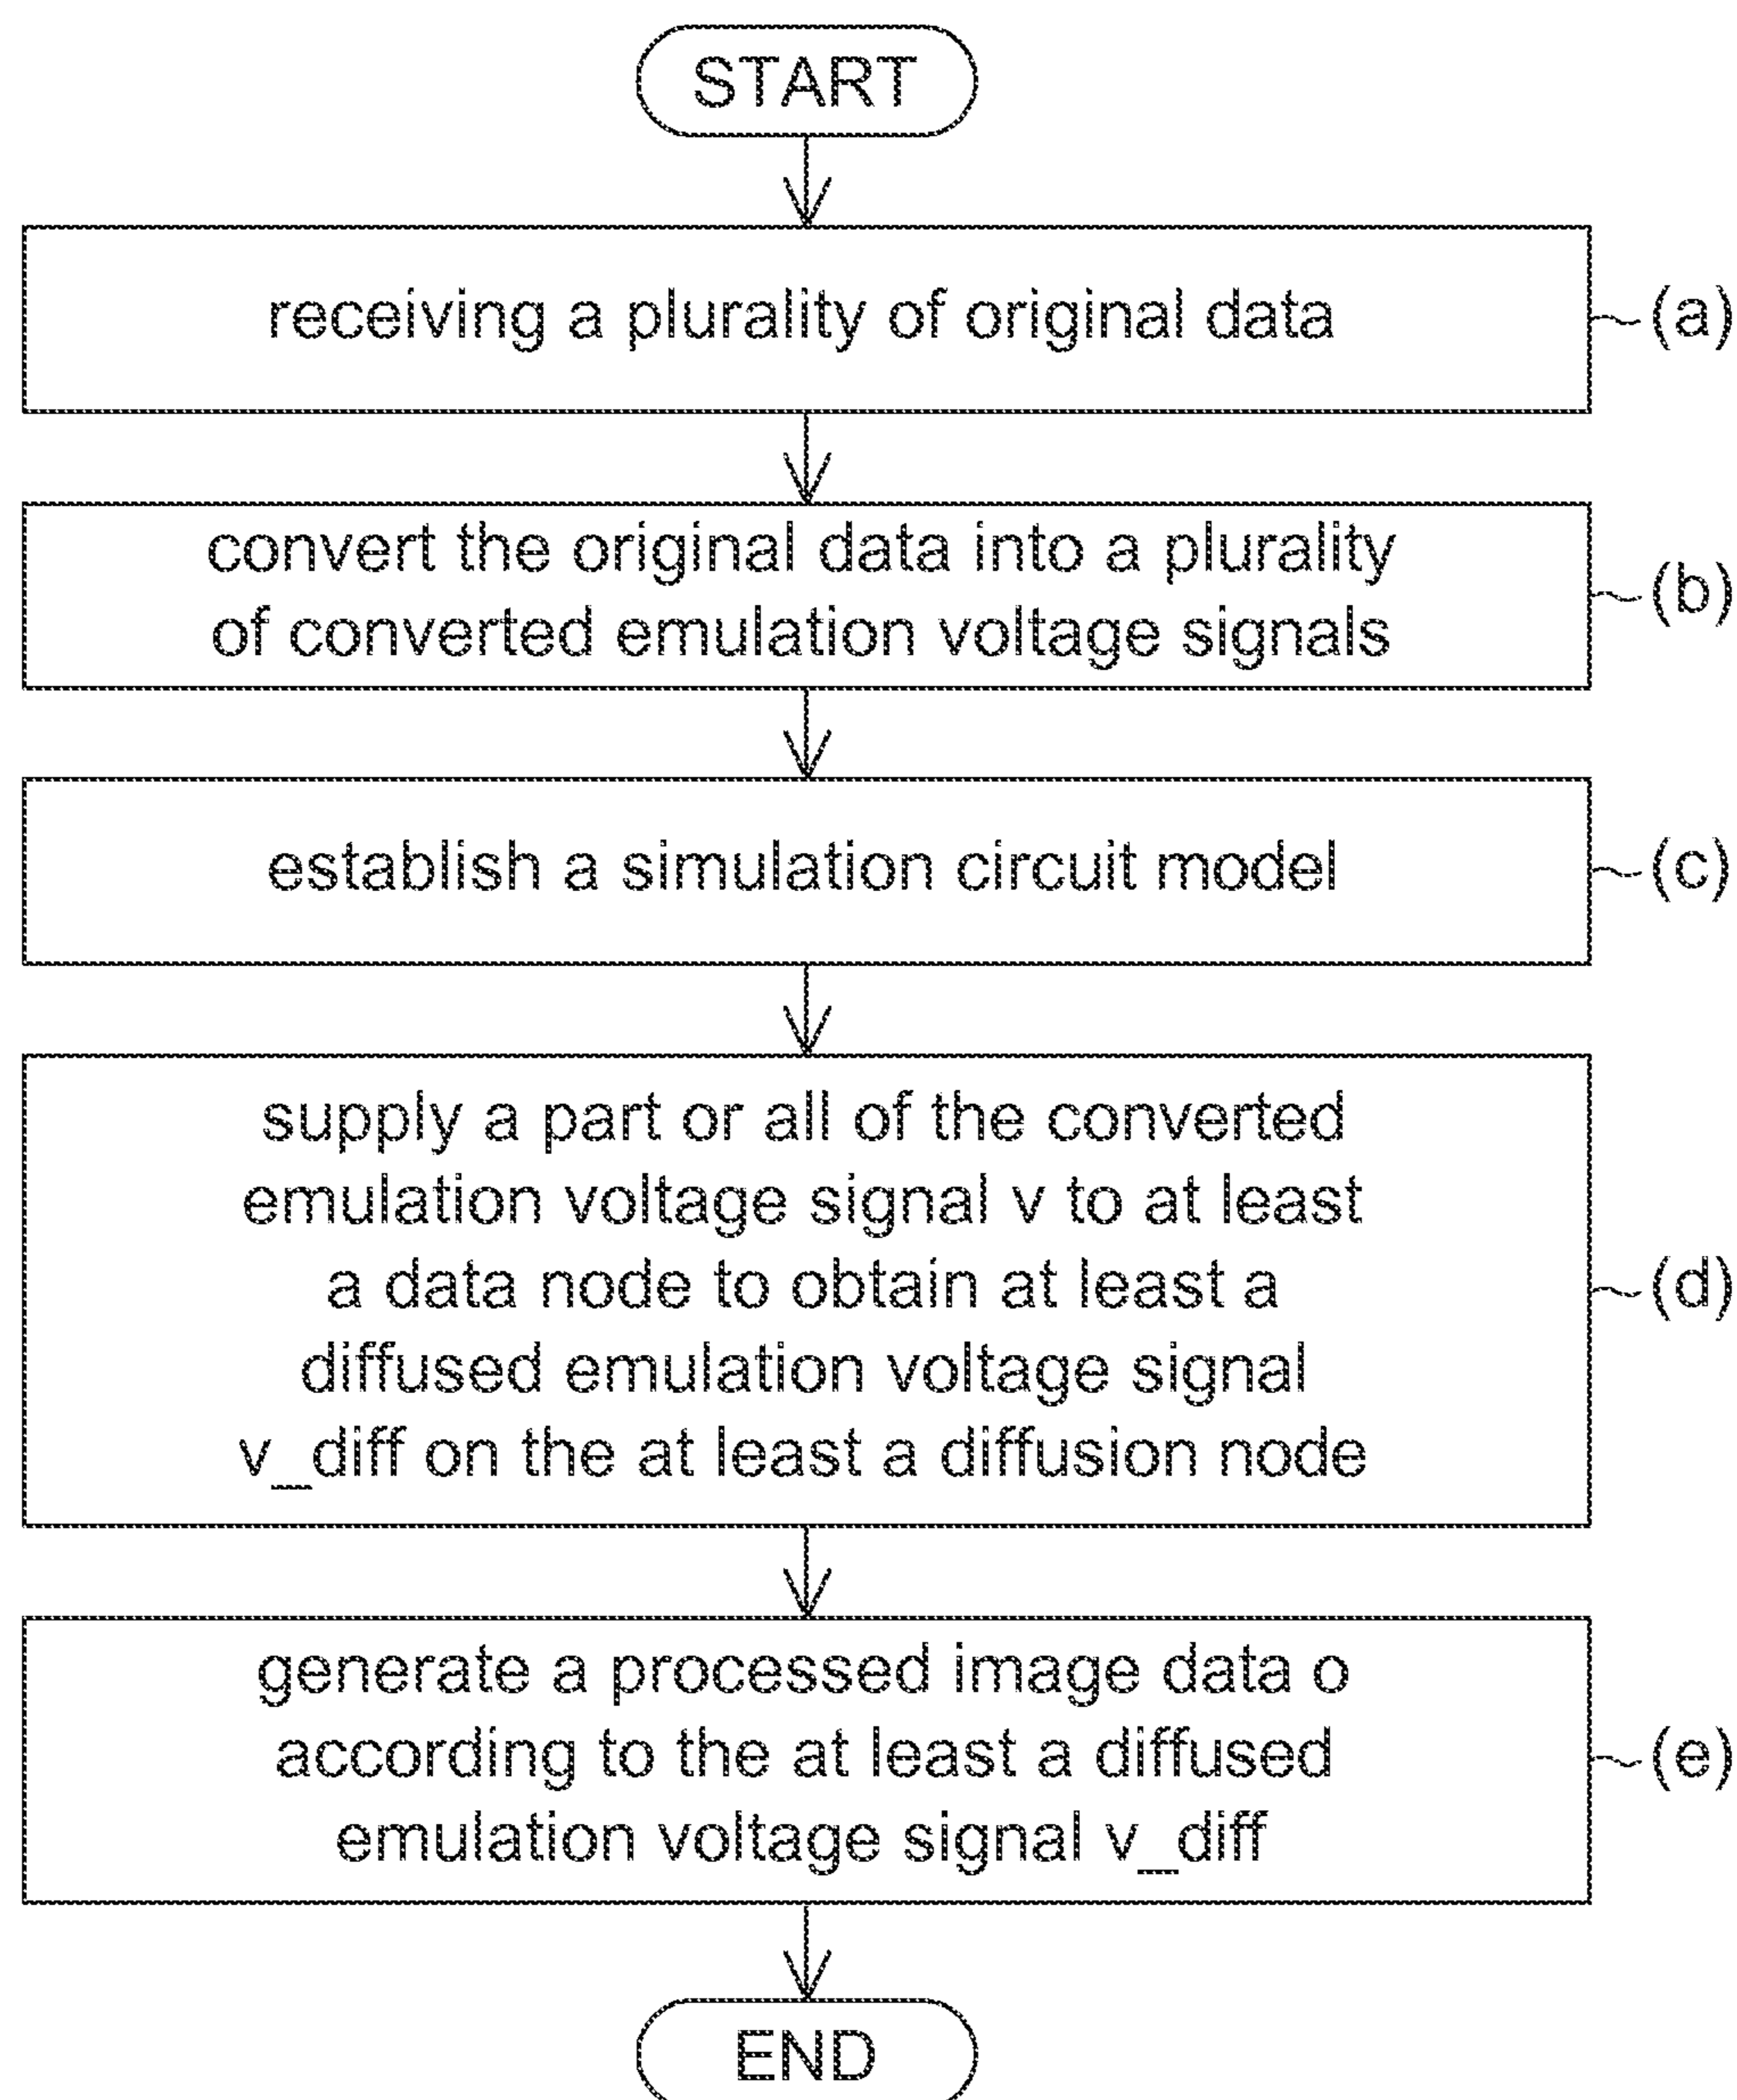 START
receiving a plurality of original data
(a)
convert the original data into a plurality
of converted emulation voltage signals
(b)
establish a simulation circuit model
(c)
supply a part or all of the converted
emulation voltage signal v to at least
a data node to obtain at least a
diffused emulation voltage signal
v_diff on the at least a diffusion node
(d)
generate a processed image data o
according to the at least a diffused
emulation voltage signal v_diff
(e)
END